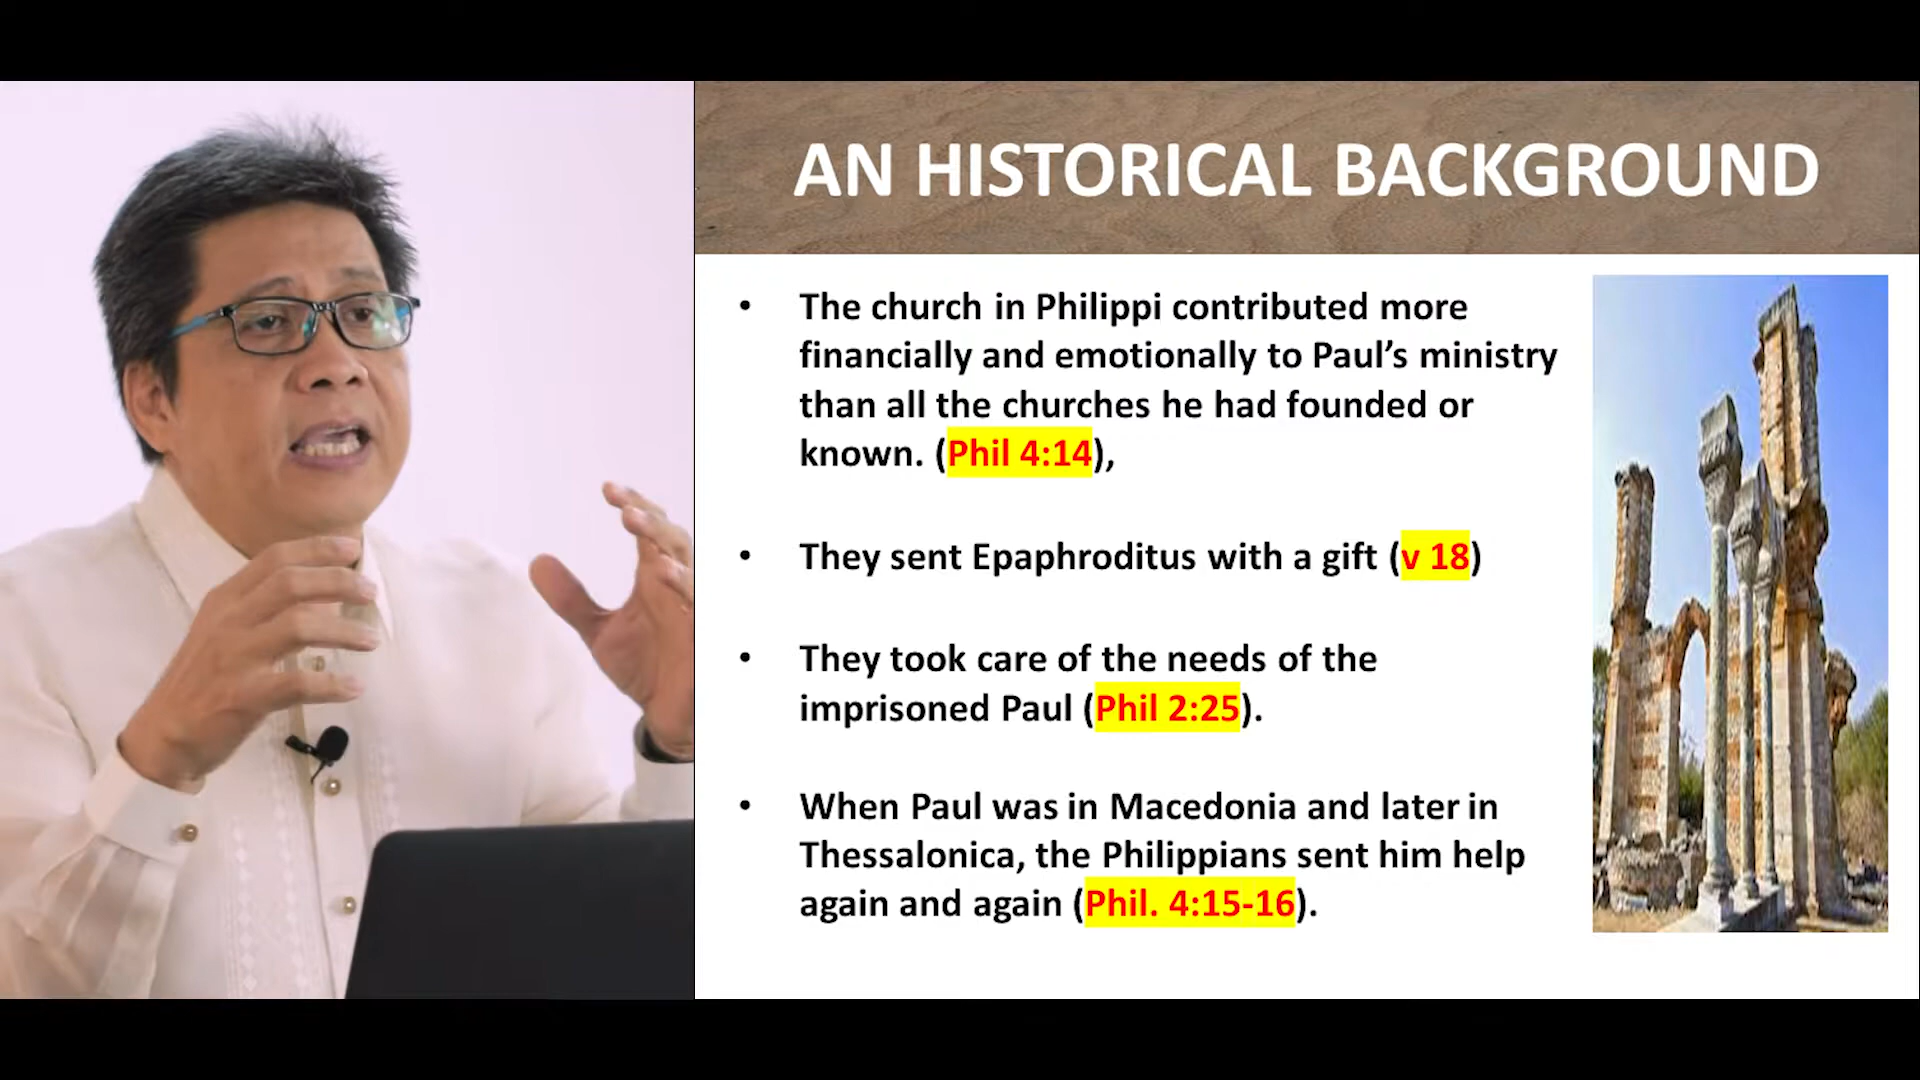 AN HISTORICAL BACKGROUND
• The church in Philippi contributed more
financially and emotionally to Paul’s ministry
than all the churches he had founded or
known. (Phil 4:14),
• They sent Epaphroditus with a gift (v 18)
• They took care of the needs of the
imprisoned Paul (Phil 2:25).
• When Paul was in Macedonia and later in
Thessalonica, the Philippians sent him help
again and again (Phil. 4:15-16).